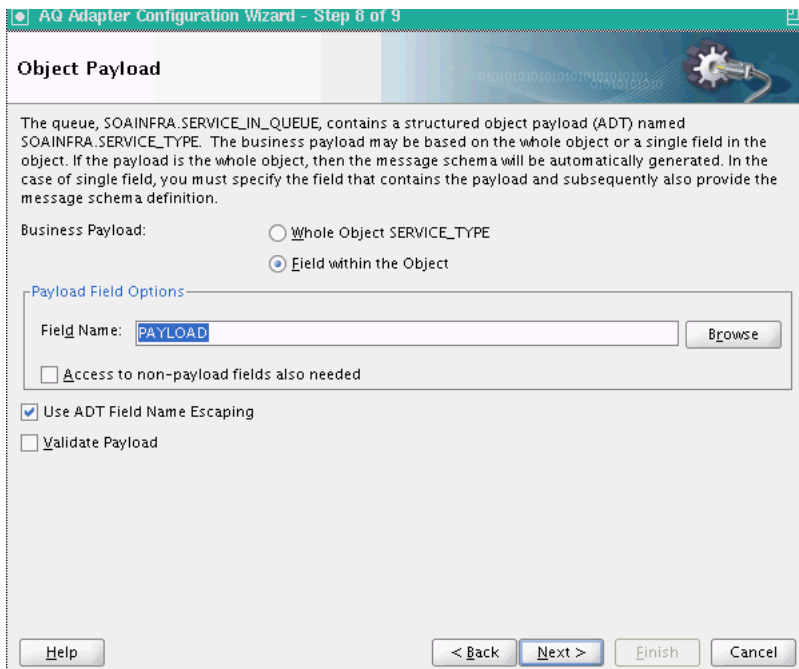 AQ Adapter Configuration Wizard - Step 8 of 9
Object Payload
The queue, SOAINFRA.SERVICE_IN_QUEUE, contains a structured object payload (ADT) named
SOAINFRA.SERVICE_TYPE. The business payload may be based on the whole object or a single field in the
object. If the payload is the whole object, then the message schema will be automatically generated. In the
case of single field, you must specify the field that contains the payload and subsequently also provide the
message schema definition.
Business Payload:
Whole Object SERVICE_TYPE
Field within the Object
Payload Field Options
Field Name: PAYLOAD Browse
Access to non-payload fields also needed
Use ADT Field Name Escaping
Validate Payload
Help < Back Next > Finish Cancel